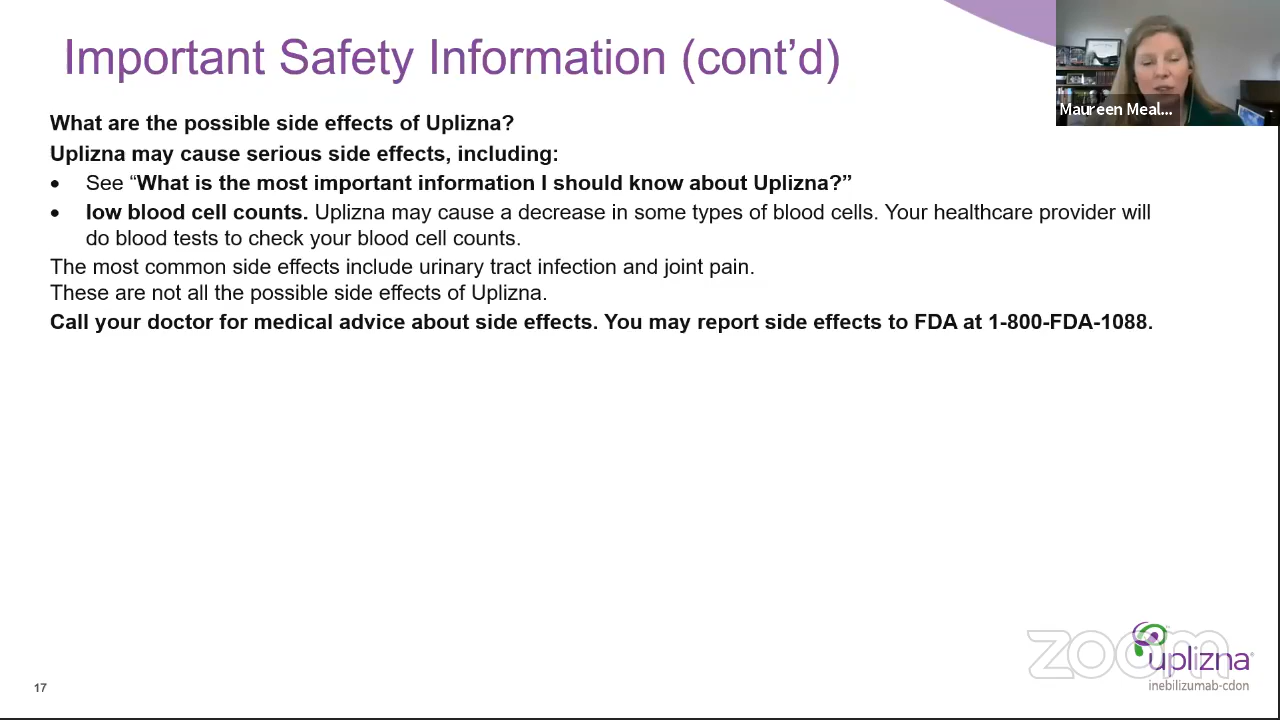 Important Safety Information (cont’d)
Maureen Meal...
What are the possible side effects of Uplizna?
Uplizna may cause serious side effects, including:
• See “What is the most important information I should know about Uplizna?”
• low blood cell counts. Uplizna may cause a decrease in some types of blood cells. Your healthcare provider will
do blood tests to check your blood cell counts.
The most common side effects include urinary tract infection and joint pain.
These are not all the possible side effects of Uplizna.
Call your doctor for medical advice about side effects. You may report side effects to FDA at 1-800-FDA-1088.
zoom
uplizna®
inebilizumab-cdon
17